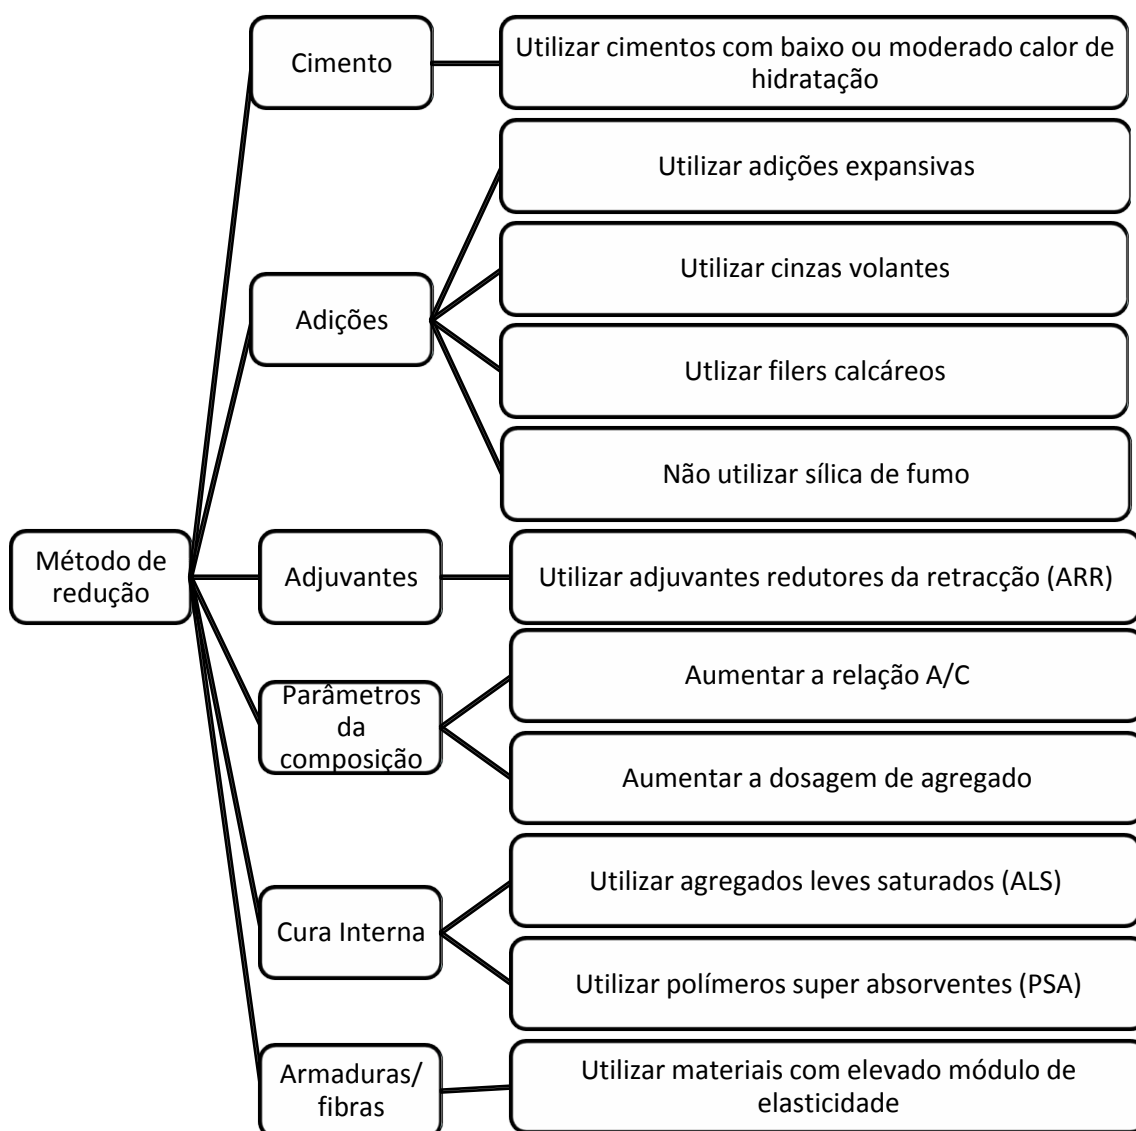 Cimento
Utilizar cimentos com baixo ou moderado calor de
hidratação
Utilizar adições expansivas
Utilizar cinzas volantes
Adições
Utlizar filers calcáreos
Não utilizar sílica de fumo
Método de
redução
Adjuvantes
Utilizar adjuvantes redutores da retracção (ARR)
Parâmetros
da
composição
Aumentar a relação A/C
Aumentar a dosagem de agregado
Cura Interna
Utilizar agregados leves saturados (ALS)
Utilizar polímeros super absorventes (PSA)
Armaduras/
fibras
Utilizar materiais com elevado módulo de
elasticidade